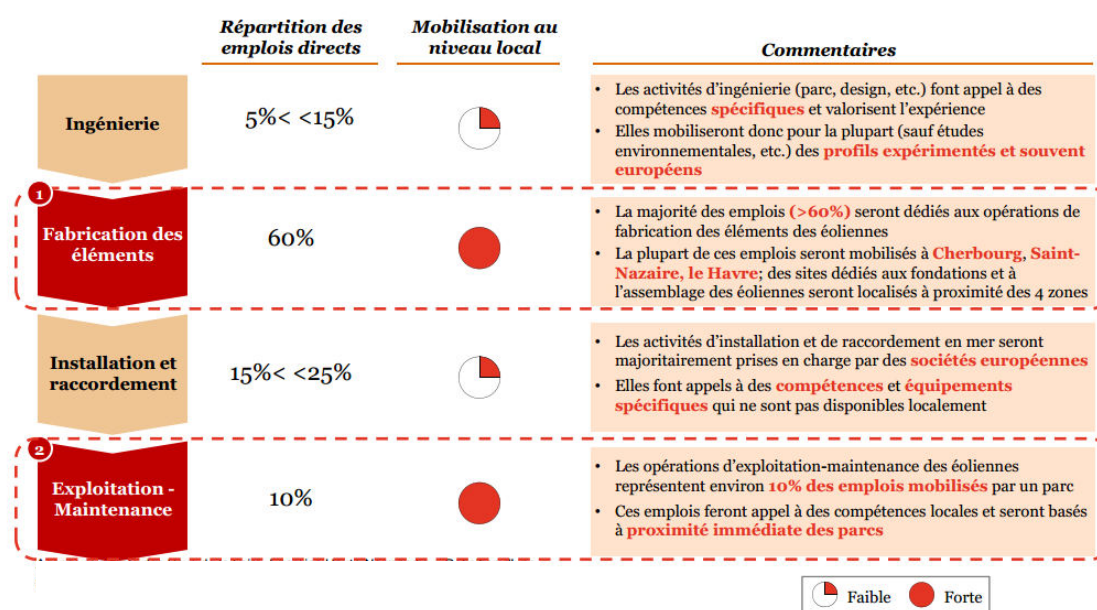 Répartition des
emplois directs
Mobilisation au
niveau local
Commentaires
Ingénierie
5%< <15%
• Les activités d'ingénierie (parc, design, etc.) font appel à des
compétences spécifiques et valorisent l'expérience
• Elles mobiliseront donc pour la plupart (sauf études
environnementales, etc.) des profils expérimentés et souvent
européens
1
Fabrication des
éléments
60%
• La majorité des emplois (>60%) seront dédiés aux opérations de
fabrication des éléments des éoliennes
• La plupart de ces emplois seront mobilisés à Cherbourg, Saint-
Nazaire, le Havre; des sites dédiés aux fondations et à
l'assemblage des éoliennes seront localisés à proximité des 4 zones
Installation et
raccordement
15%< <25%
• Les activités d'installation et de raccordement en mer seront
majoritairement prises en charge par des sociétés européennes
• Elles font appels à des compétences et équipements
spécifiques qui ne sont pas disponibles localement
2
Exploitation -
Maintenance
10%
• Les opérations d'exploitation-maintenance des éoliennes
représentent environ 10% des emplois mobilisés par un parc
• Ces emplois feront appel à des compétences locales et seront basés
à proximité immédiate des parcs
Faible
Forte